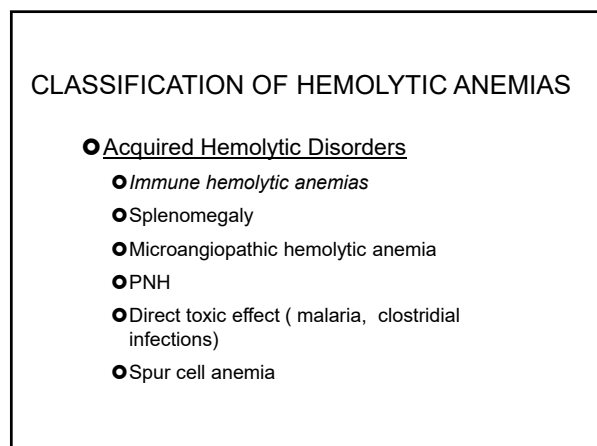 CLASSIFICATION OF HEMOLYTIC ANEMIAS
Acquired Hemolytic Disorders
Immune hemolytic anemias
Splenomegaly
Microangiopathic hemolytic anemia
PNH
Direct toxic effect ( malaria, clostridial
infections)
Spur cell anemia